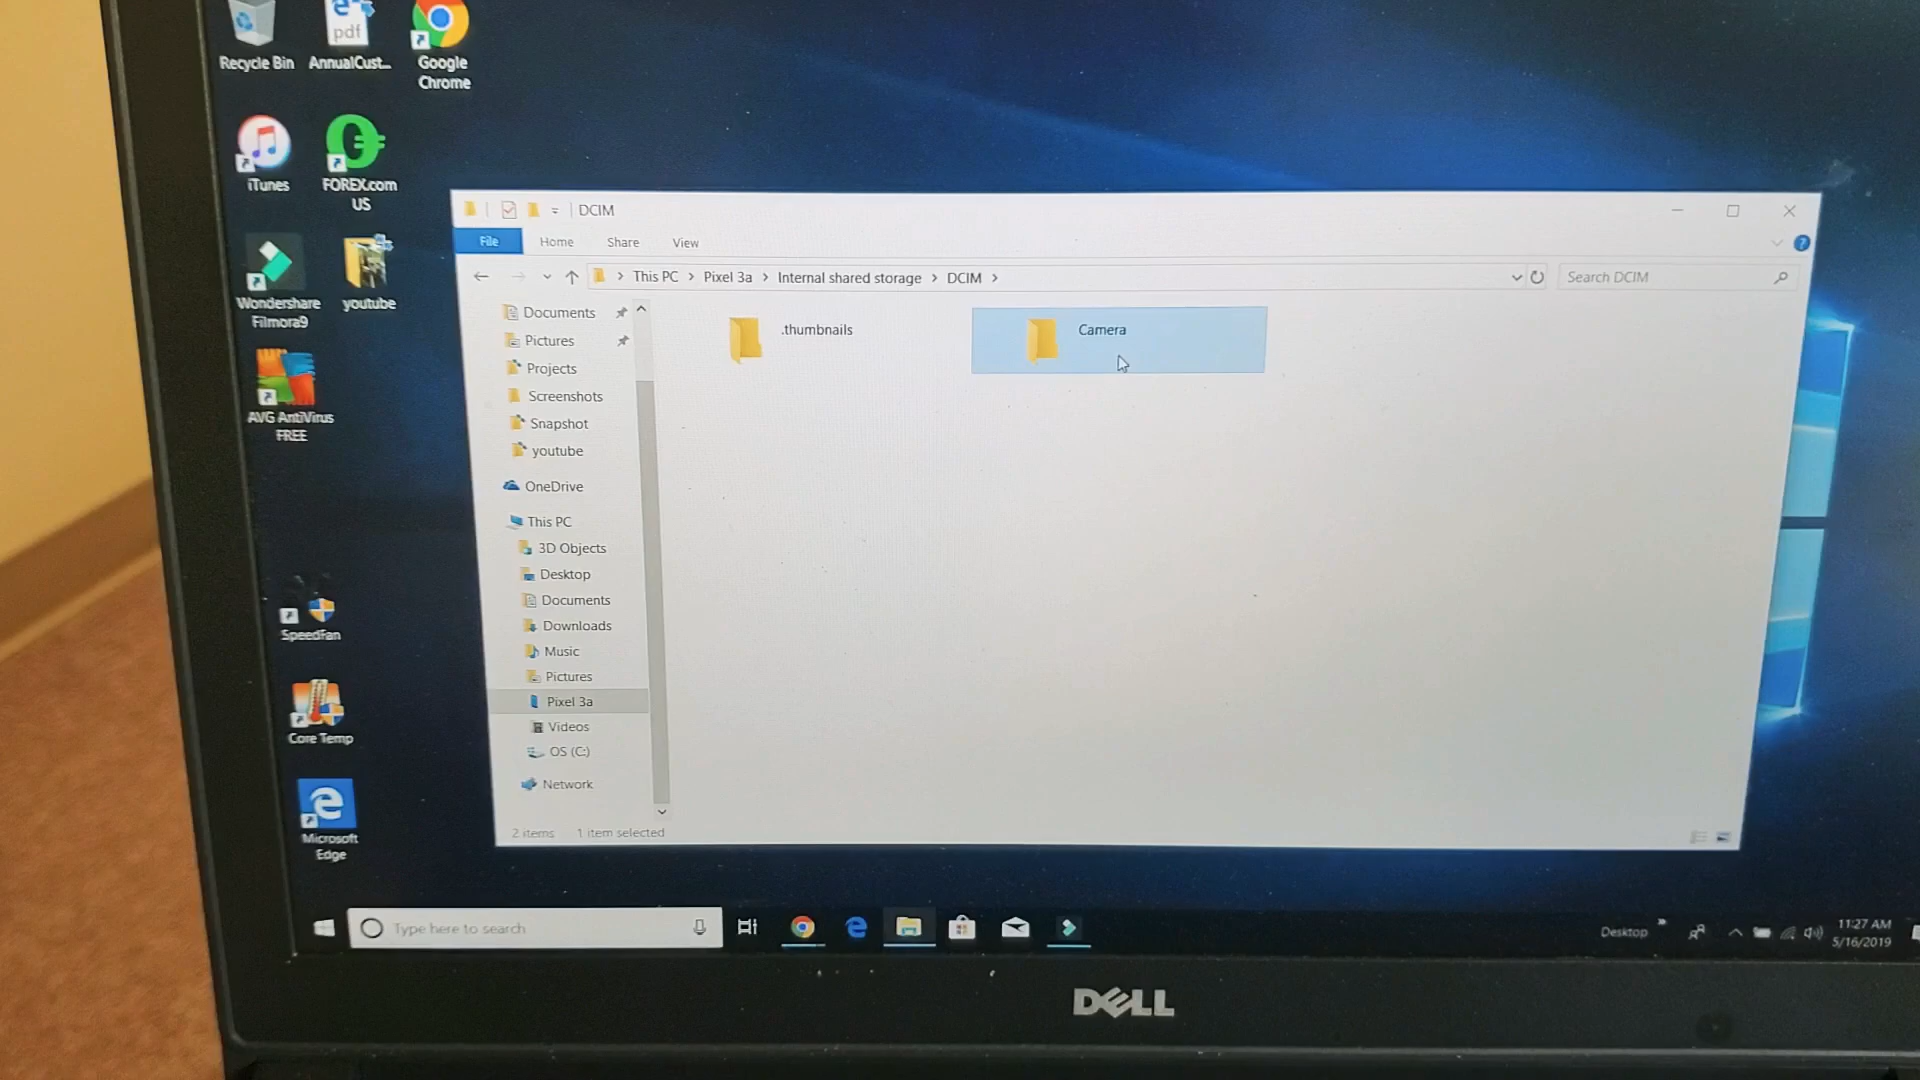 Recycle Bin
AnnualCust...
Google
Chrome
pdf
iTunes
FOREX.com
US
Wondershare
Filmora9
youtube
AVG AntiVirus
FREE
SpeedFan
Core Temp
Microsoft
Edge
DCIM
File
Home
Share
View
This PC > Pixel 3a > Internal shared storage > DCIM >
Search DCIM
Documents
Pictures
Projects
Screenshots
Snapshot
youtube
OneDrive
This PC
3D Objects
Desktop
Documents
Downloads
Music
Pictures
Pixel 3a
Videos
OS (C:)
Network
.thumbnails
Camera
2 items
1 item selected
Type here to search
Desktop
11:27 AM
5/16/2019
DELL